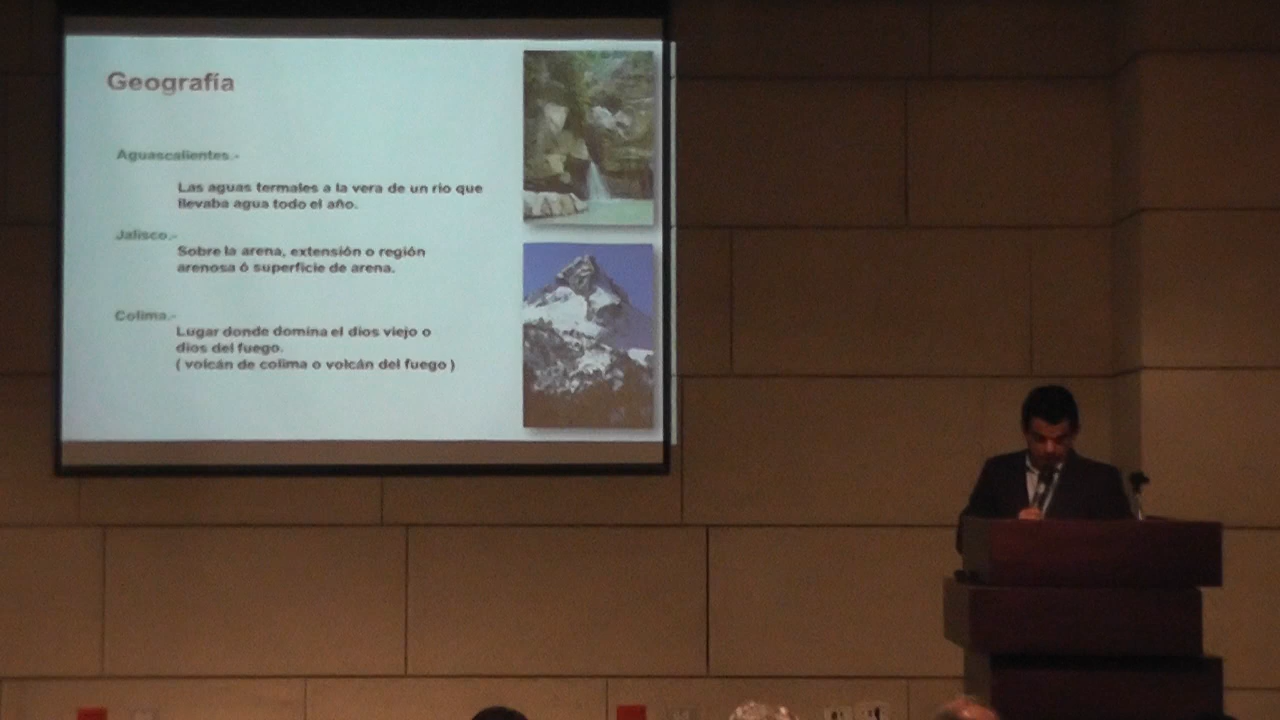 Geografía
Aguascalientes.-
Las aguas termales a la vera de un rio que
llevaba agua todo el año.
Jalisco.-
Sobre la arena, extensión o región
arenosa ó superficie de arena.
Colima.-
Lugar donde domina el dios viejo o
dios del fuego.
( volcán de colima o volcán del fuego )